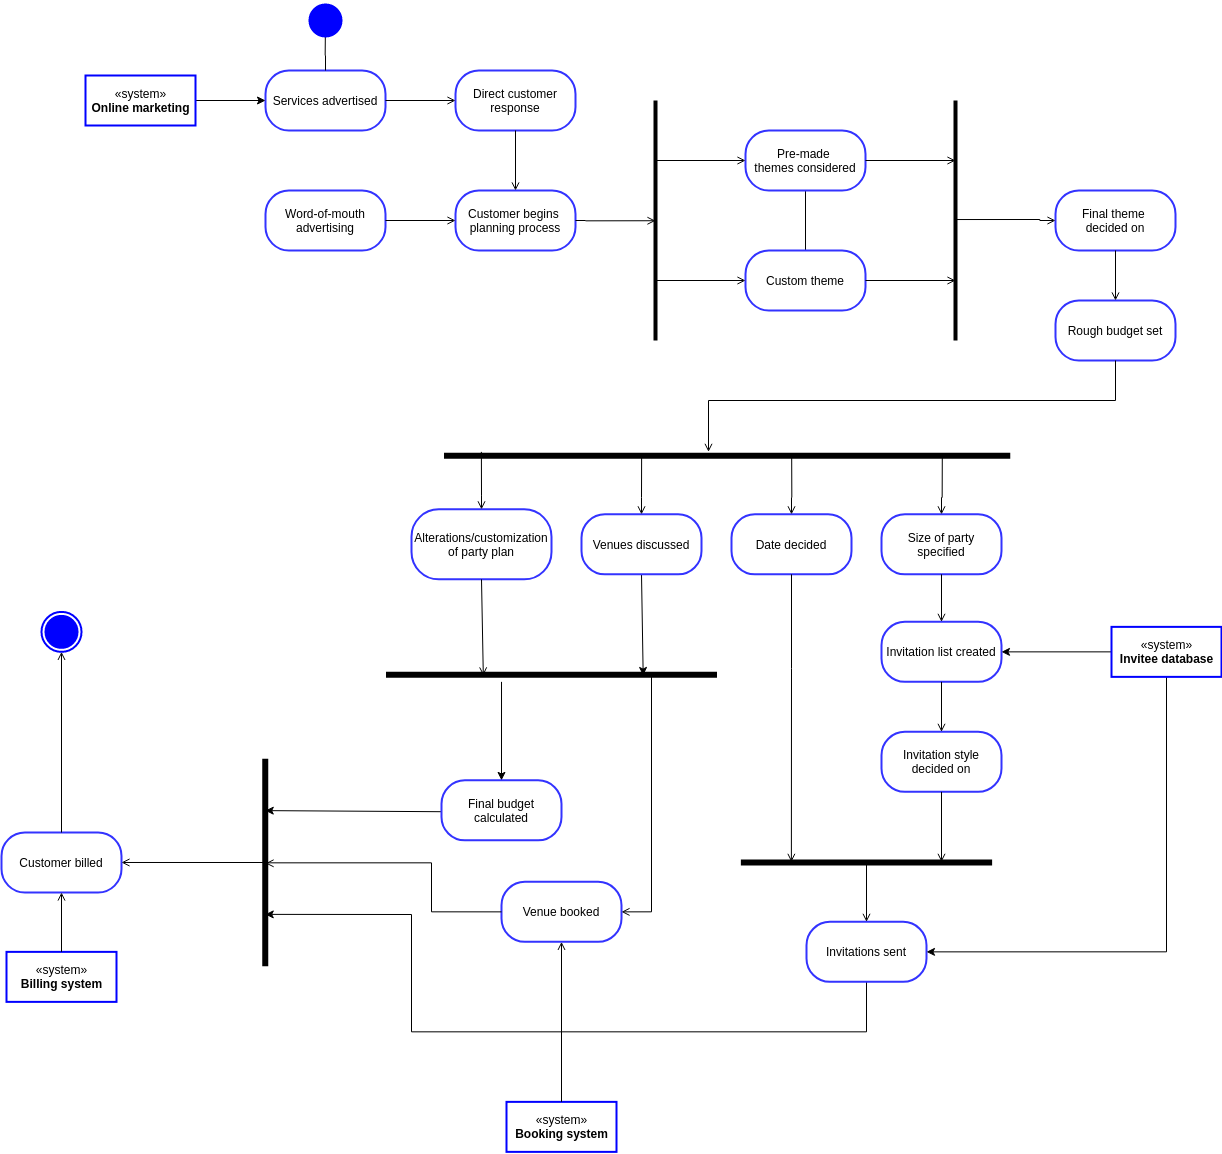 «system»
Online marketing
Services advertised
Direct customer
response
Word-of-mouth
advertising
Customer begins
planning process
Pre-made
themes considered
Custom theme
Final theme
decided on
Rough budget set
Alterations/customization
of party plan
Venues discussed
Date decided
Size of party
specified
Invitation list created
«system»
Invitee database
Invitation style
decided on
Final budget
calculated
Customer billed
Venue booked
Invitations sent
«system»
Billing system
«system»
Booking system